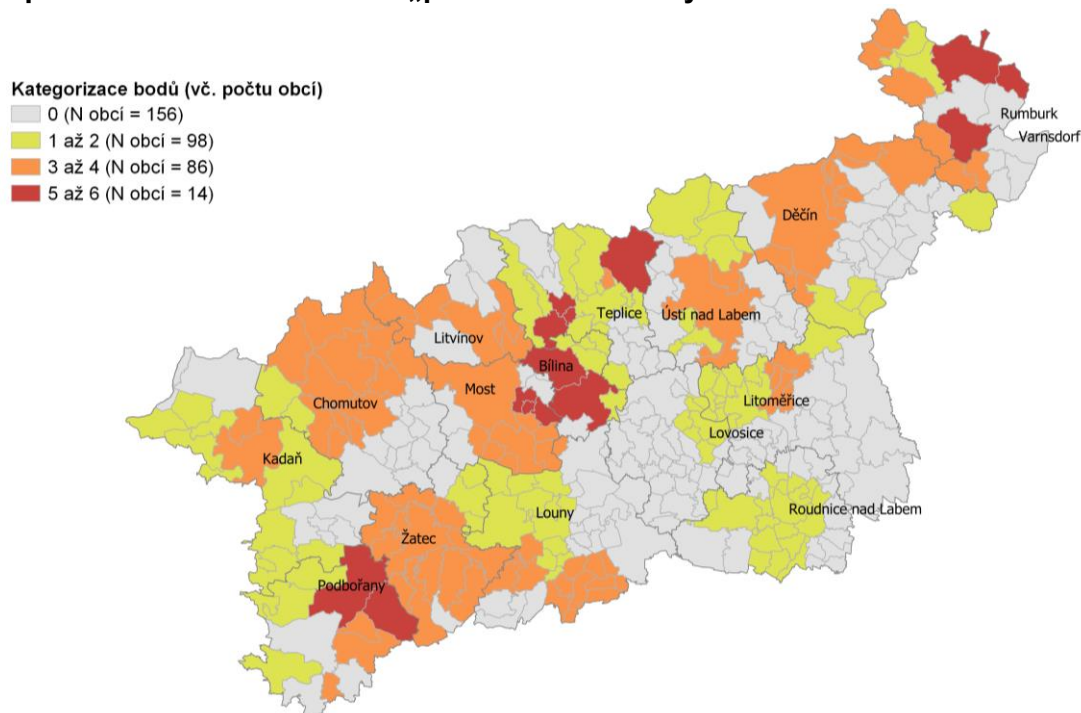 Kategorizace bodů (vč. počtu obcí)
0 (N obcí = 156)
1 až 2 (N obcí = 98)
3 až 4 (N obcí = 86)
5 až 6 (N obcí = 14)
Rumburk
Varnsdorf
Děčín
Teplice
Ústí nad Labem
Litvínov
Bílina
Most
Chomutov
Litoměřice
Lovosice
Kadaň
Louny
Roudnice nad Labem
Žatec
Podbořany